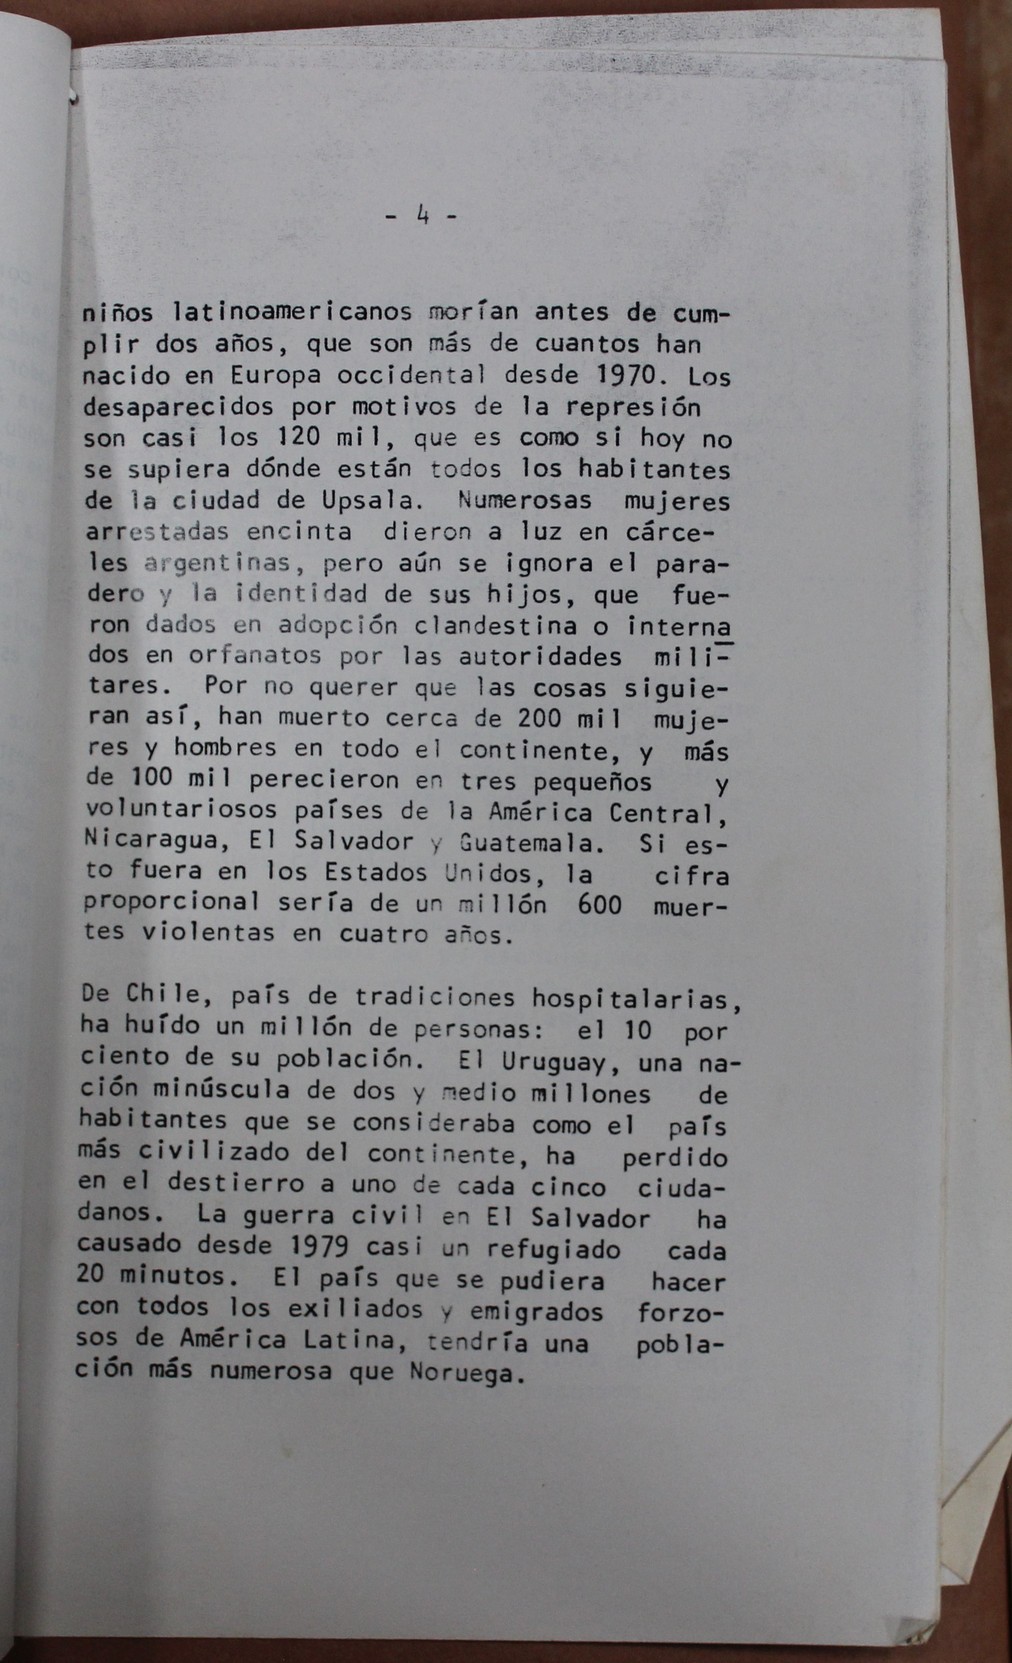 - 4 -
niños latinoamericanos morían antes de cum-
plir dos años, que son más de cuantos han
nacido en Europa occidental desde 1970. Los
desaparecidos por motivos de la represión
son casi los 120 mil, que es como si hoy no
se supiera dónde están todos los habitantes
de la ciudad de Upsala. Numerosas mujeres
arrestadas encinta dieron a luz en cárce-
les argentinas, pero aún se ignora el para-
dero y la identidad de sus hijos, que fue-
ron dados en adopción clandestina o interna
dos en orfanatos por las autoridades mili-
tares. Por no querer que las cosas siguie-
ran así, han muerto cerca de 200 mil muje-
res y hombres en todo el continente, y más
de 100 mil perecieron en tres pequeños y
voluntariosos países de la América Central,
Nicaragua, El Salvador y Guatemala. Si es-
to fuera en los Estados Unidos, la cifra
proporcional sería de un millón 600 muer-
tes violentas en cuatro años.
De Chile, país de tradiciones hospitalarias,
ha huído un millón de personas: el 10 por
ciento de su población. El Uruguay, una na-
ción minúscula de dos y medio millones de
habitantes que se consideraba como el país
más civilizado del continente, ha perdido
en el destierro a uno de cada cinco ciuda-
danos. La guerra civil en El Salvador ha
causado desde 1979 casi un refugiado cada
20 minutos. El país que se pudiera hacer
con todos los exiliados y emigrados forzo-
sos de América Latina, tendría una pobla-
ción más numerosa que Noruega.